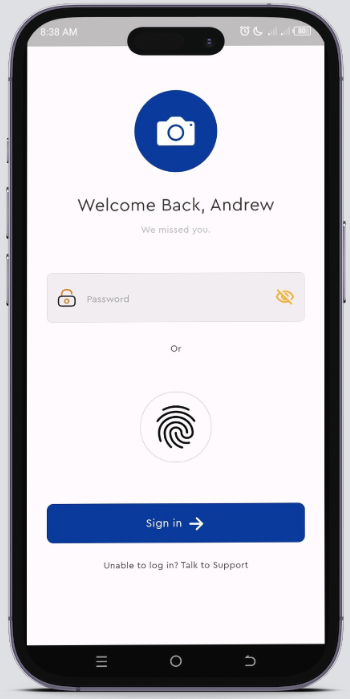 8:38 AM
80
Welcome Back, Andrew
We missed you.
Password
Or
Sign in
Unable to log in? Talk to Support